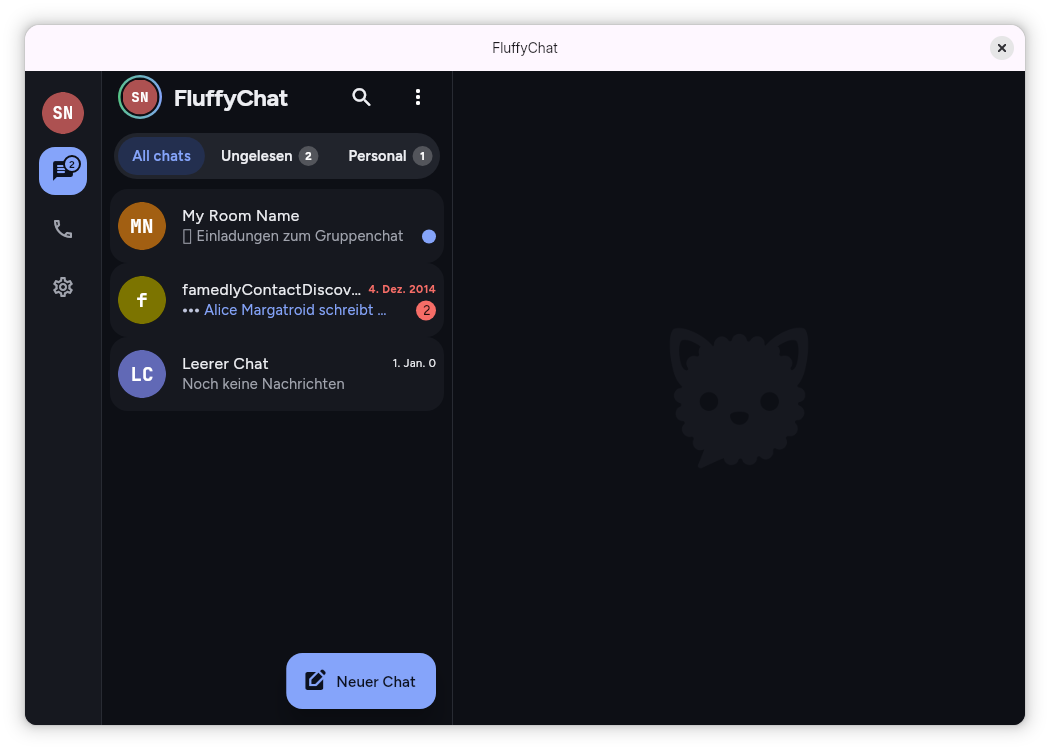 FluffyChat
SN
2
SN
FluffyChat
All chats
Ungelesen 2
Personal 1
MN
My Room Name
Einladungen zum Gruppenchat
f
famedlyContactDiscov...
4. Dez. 2014
••• Alice Margatroid schreibt ...
2
LC
Leerer Chat
1. Jan. 0
Noch keine Nachrichten
Neuer Chat